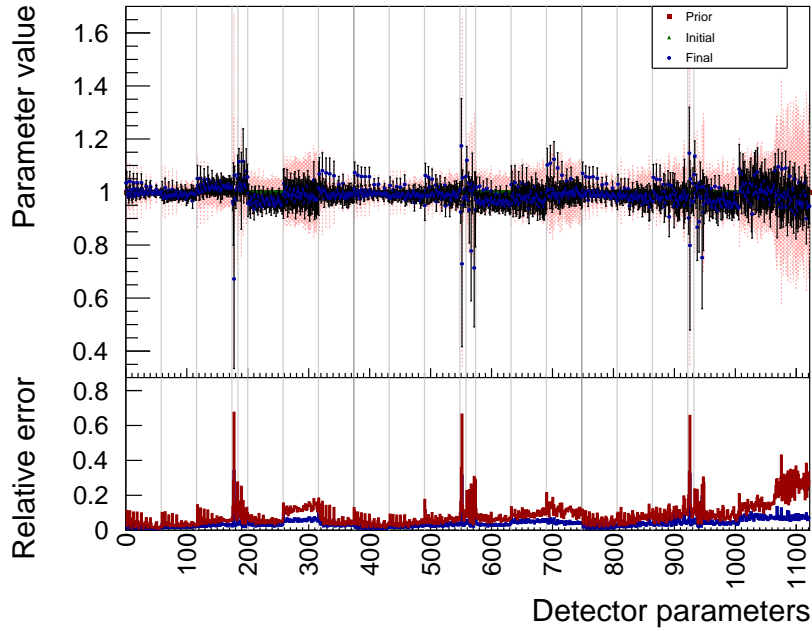 Parameter value
1.6
1.4
1.2
1
0.8
0.6
0.4
Prior
Initial
Final
Relative error
0.8
0.6
0.4
0.2
0
0 100 200 300 400 500 600 700 800 900 1000 1100
Detector parameters